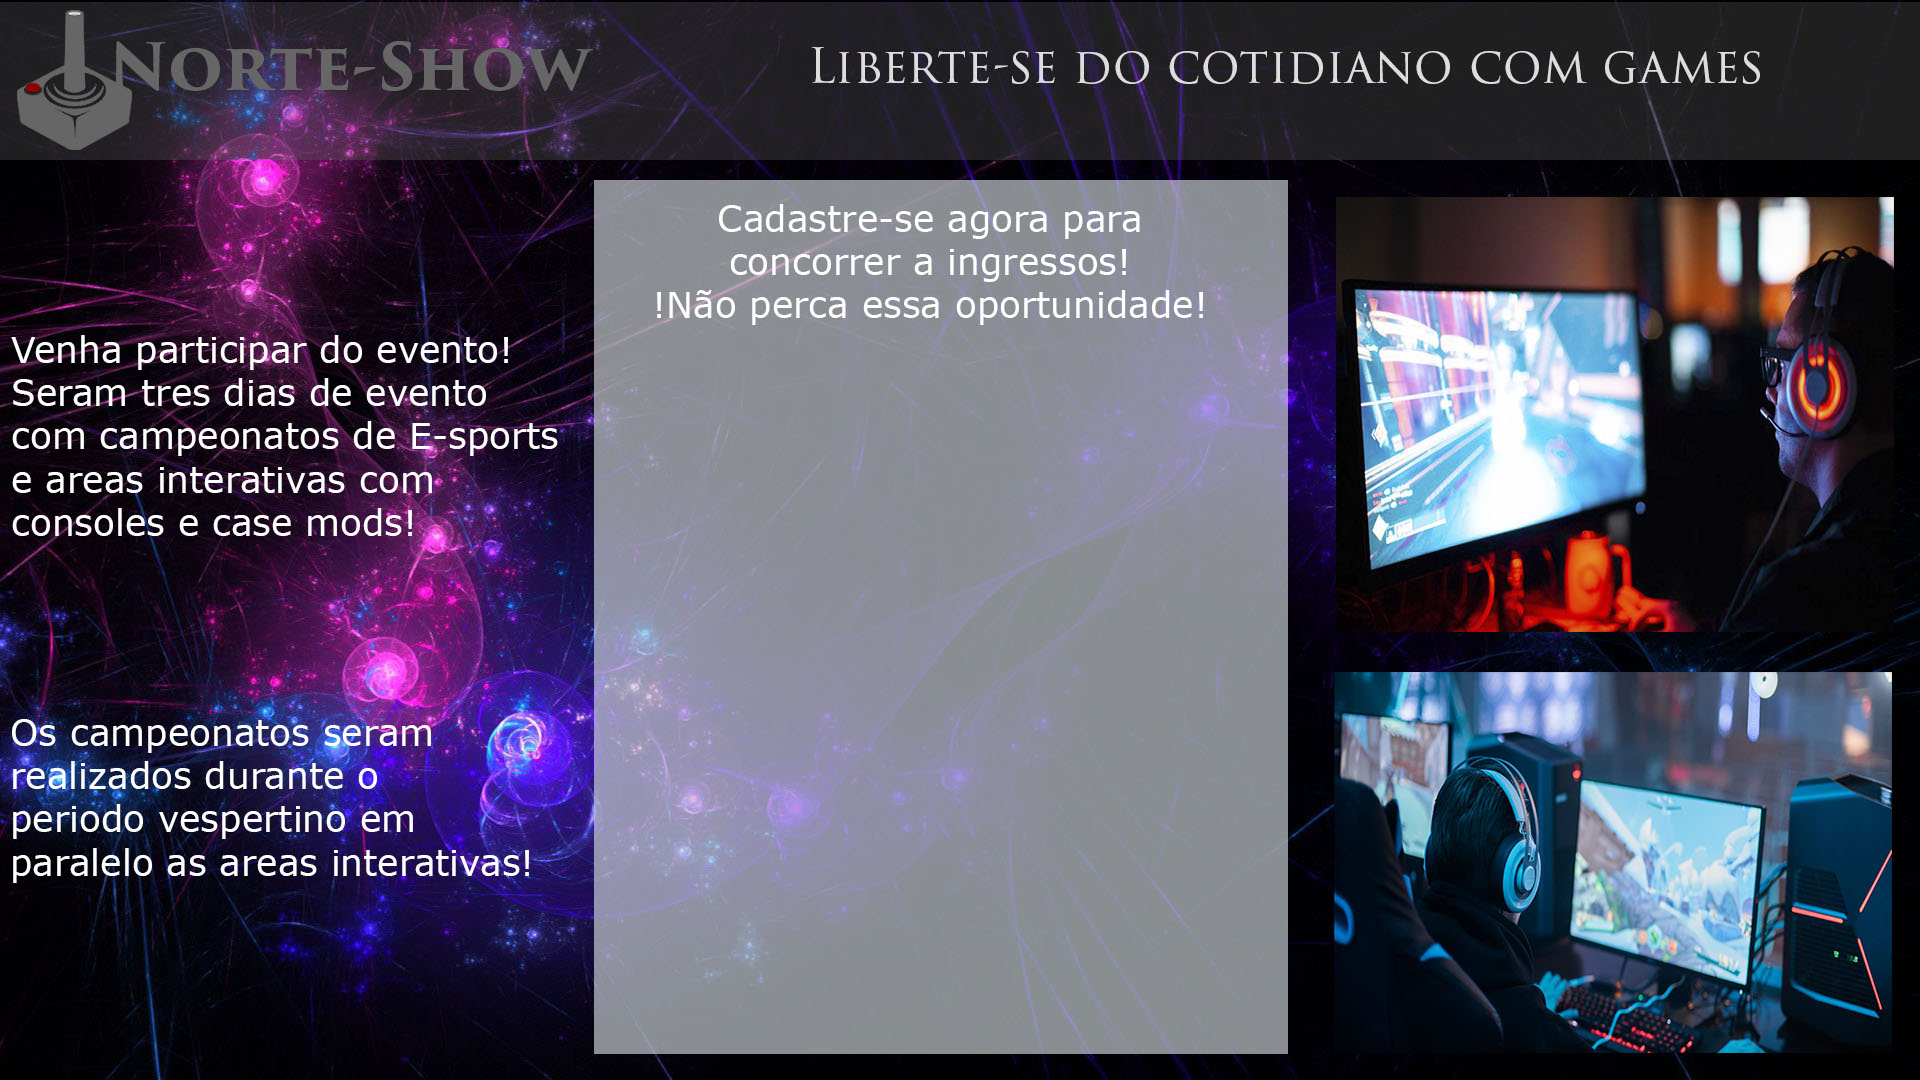 Norte-Show
Liberte-se do cotidiano com games
Cadastre-se agora para
concorrer a ingressos!
!Não perca essa oportunidade!
Venha participar do evento!
Seram tres dias de evento
com campeonatos de E-sports
e areas interativas com
consoles e case mods!
Os campeonatos seram
realizados durante o
periodo vespertino em
paralelo as areas interativas!